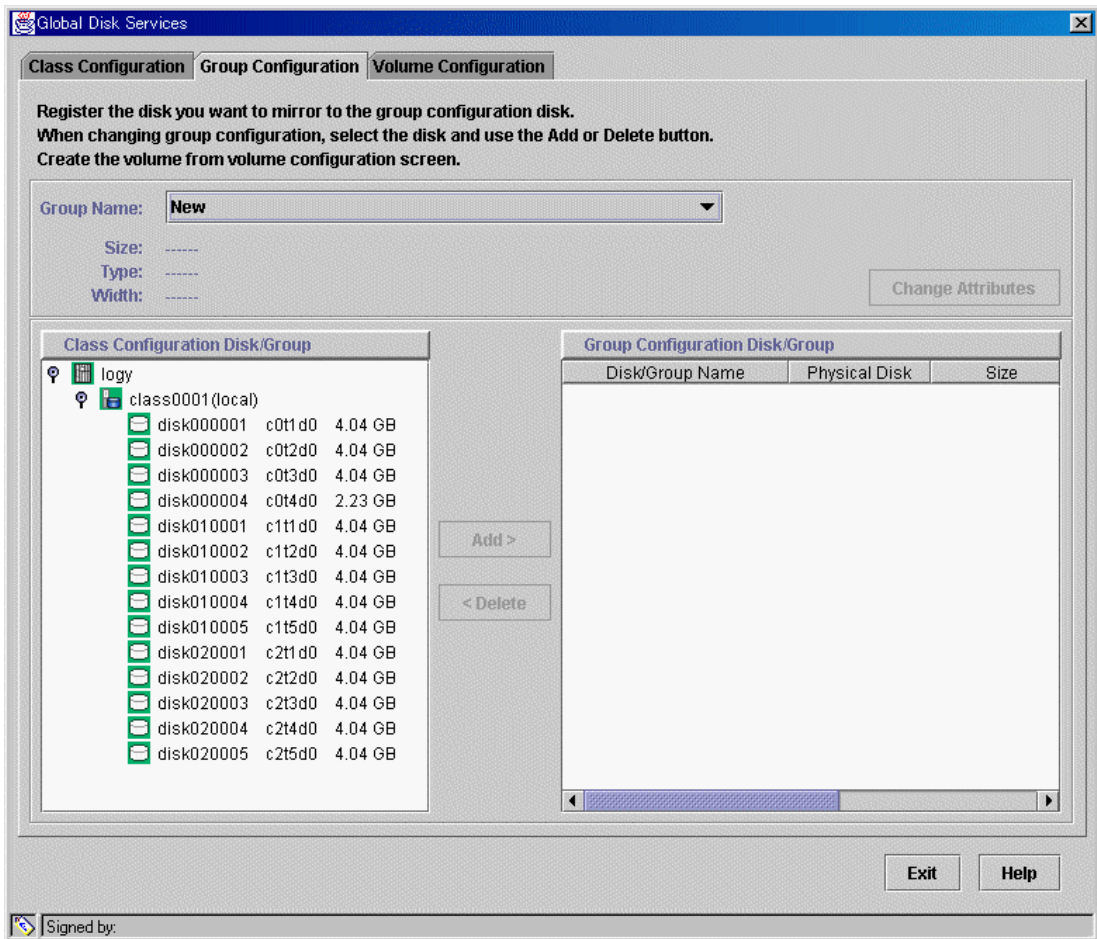 Global Disk Services
Class Configuration Group Configuration Volume Configuration
Register the disk you want to mirror to the group configuration disk.
When changing group configuration, select the disk and use the Add or Delete button.
Create the volume from volume configuration screen.
Group Name: New
Size: ------
Type: ------
Width: ------
Change Attributes
Class Configuration Disk/Group
logy
class0001(local)
disk000001 c0t1d0 4.04 GB
disk000002 c0t2d0 4.04 GB
disk000003 c0t3d0 4.04 GB
disk000004 c0t4d0 2.23 GB
disk010001 c1t1d0 4.04 GB
disk010002 c1t2d0 4.04 GB
disk010003 c1t3d0 4.04 GB
disk010004 c1t4d0 4.04 GB
disk010005 c1t5d0 4.04 GB
disk020001 c2t1d0 4.04 GB
disk020002 c2t2d0 4.04 GB
disk020003 c2t3d0 4.04 GB
disk020004 c2t4d0 4.04 GB
disk020005 c2t5d0 4.04 GB
Add >
< Delete
Group Configuration Disk/Group
Disk/Group Name Physical Disk Size
Exit Help
Signed by: